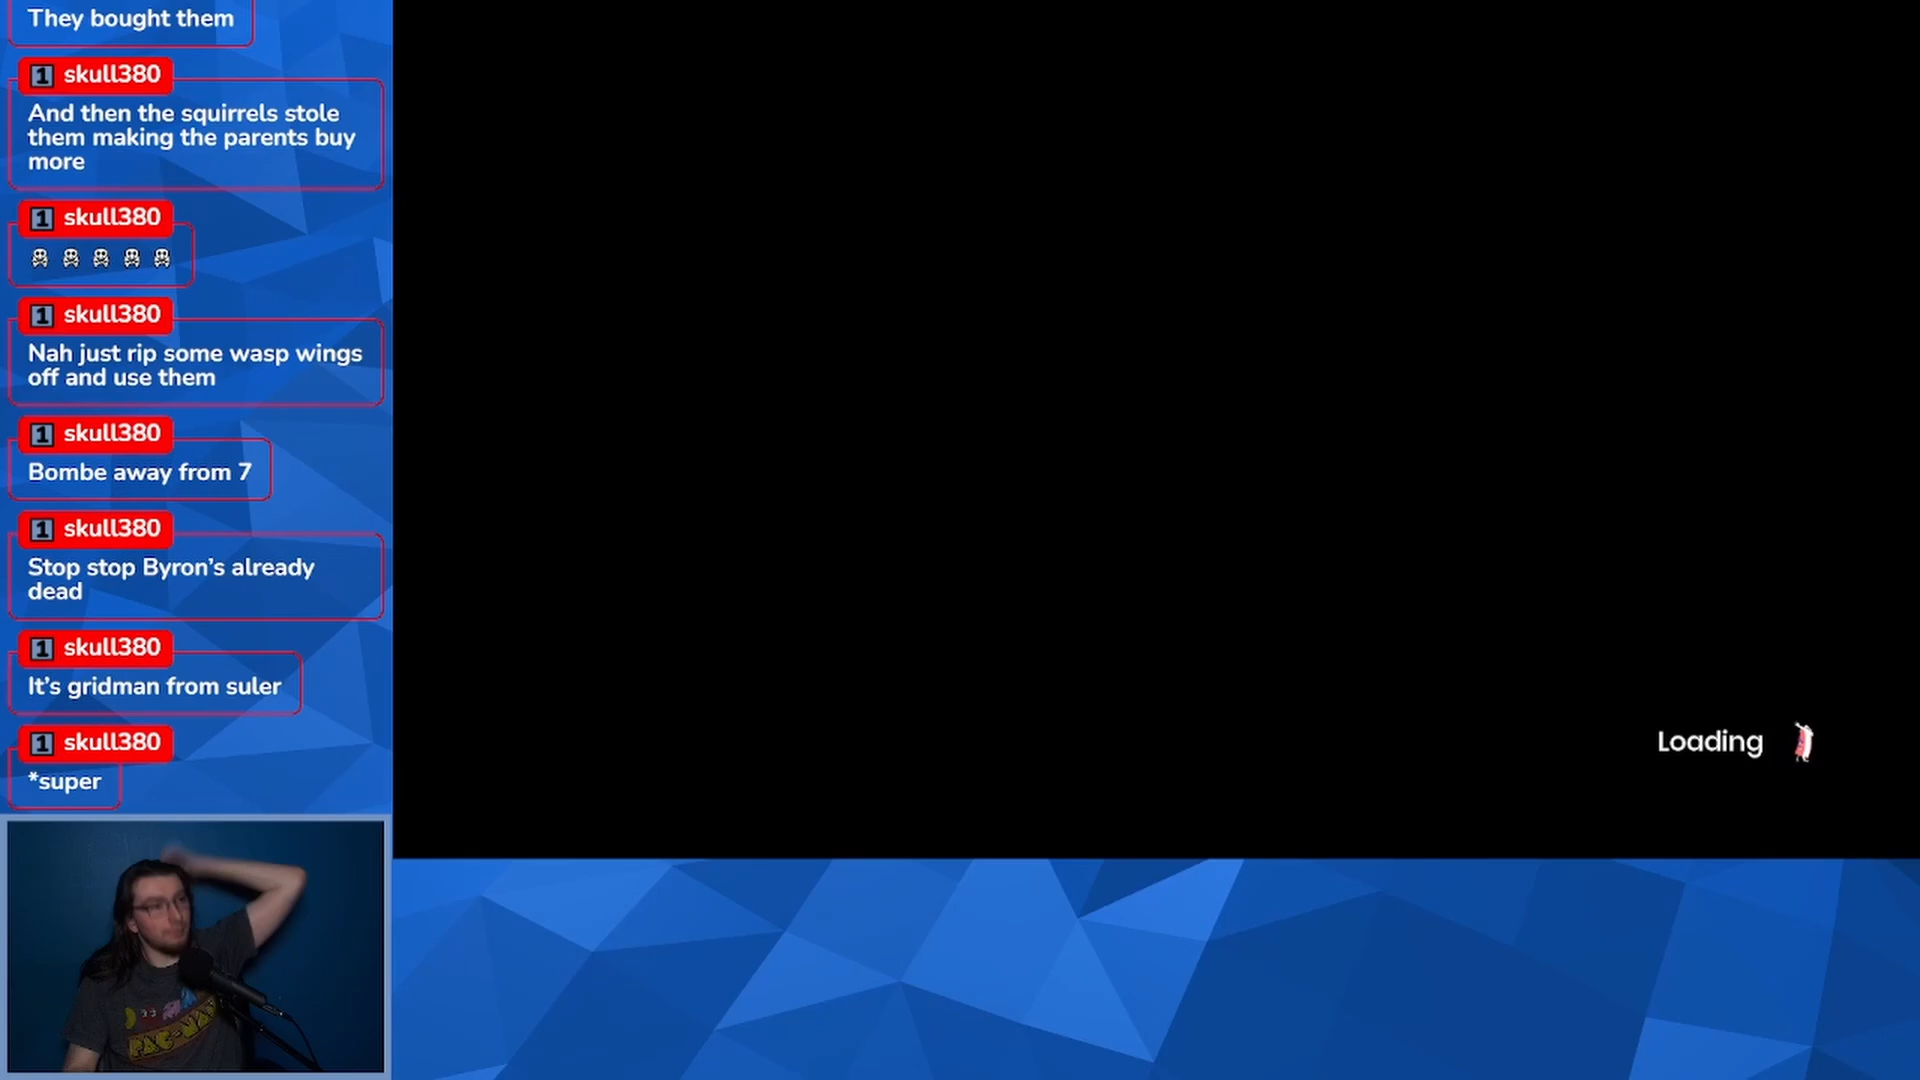 They bought them
1 skull380
And then the squirrels stole
them making the parents buy
more
1 skull380
☠ ☠ ☠ ☠ ☠
1 skull380
Nah just rip some wasp wings
off and use them
1 skull380
Bombe away from 7
1 skull380
Stop stop Byron’s already
dead
1 skull380
It’s gridman from suler
1 skull380
*super
Loading
PAC-MAN